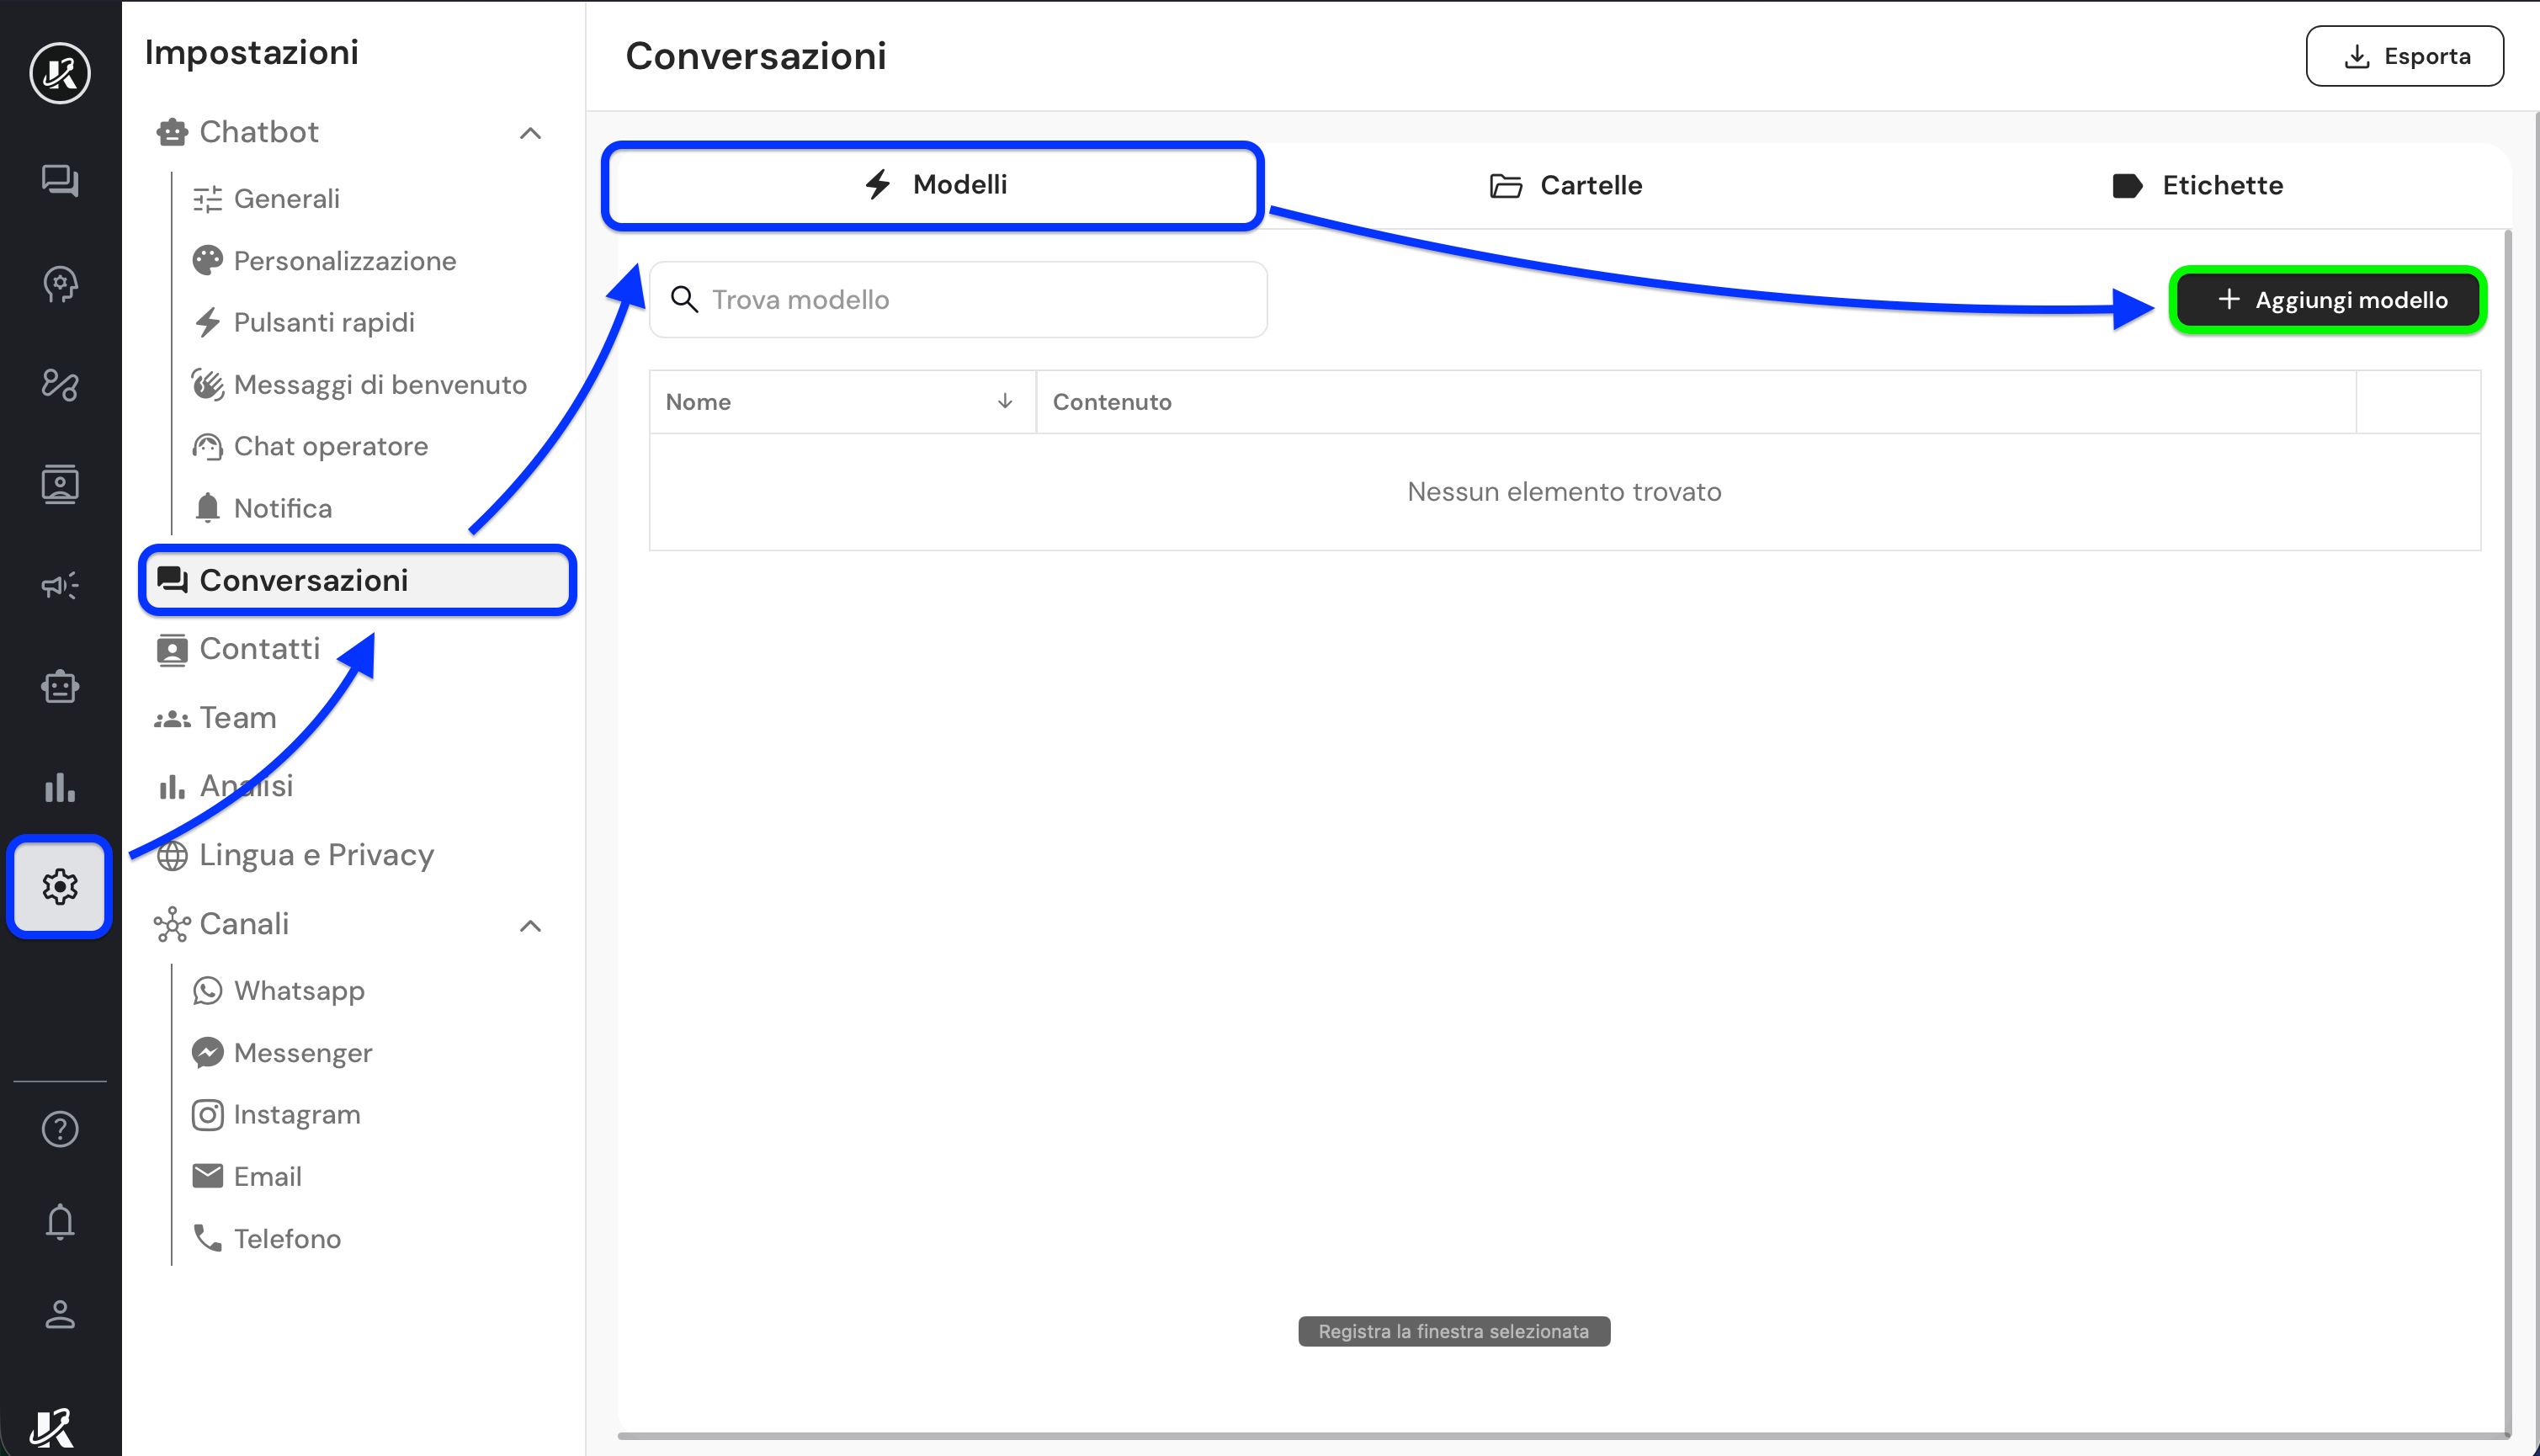 Impostazioni
Chatbot
Generali
Personalizzazione
Pulsanti rapidi
Messaggi di benvenuto
Chat operatore
Notifica
Conversazioni
Contatti
Team
Analisi
Lingua e Privacy
Canali
Whatsapp
Messenger
Instagram
Email
Telefono
Conversazioni
Esporta
Modelli
Cartelle
Etichette
Trova modello
+ Aggiungi modello
Nome
Contenuto
Nessun elemento trovato
Registra la finestra selezionata